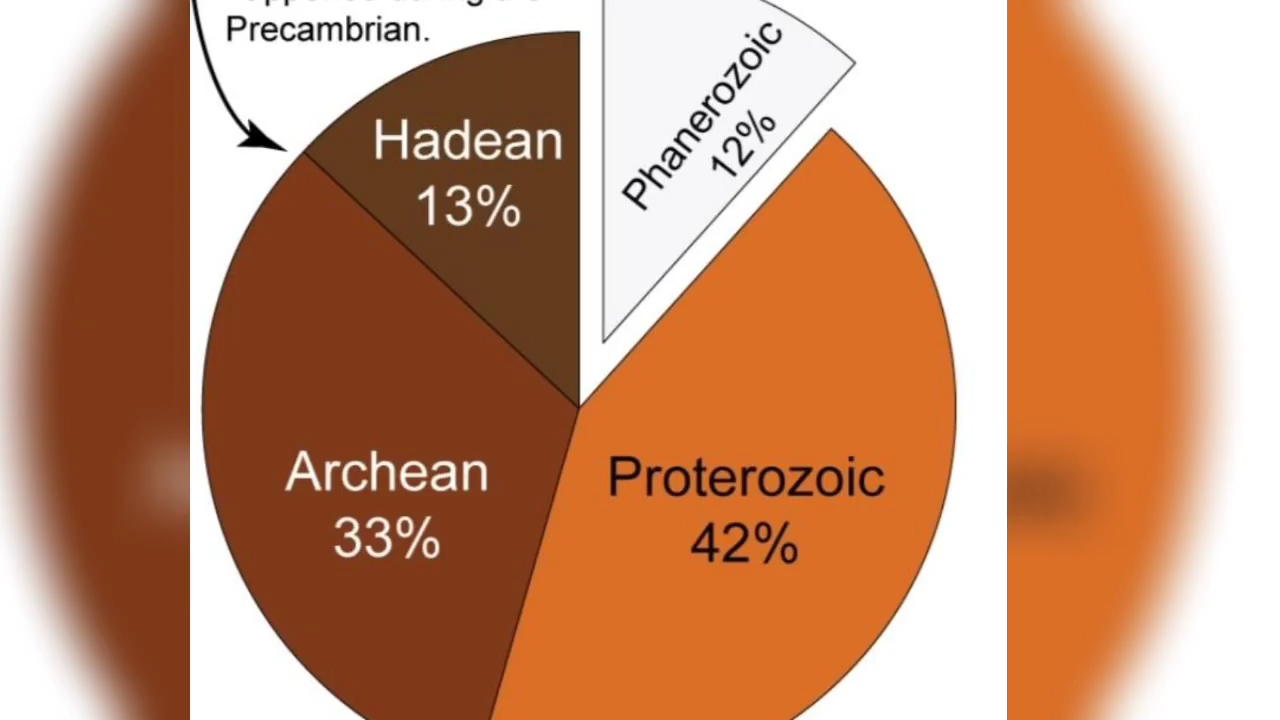 Precambrian.
Phanerozoic
12%
Hadean
13%
Archean
33%
Proterozoic
42%